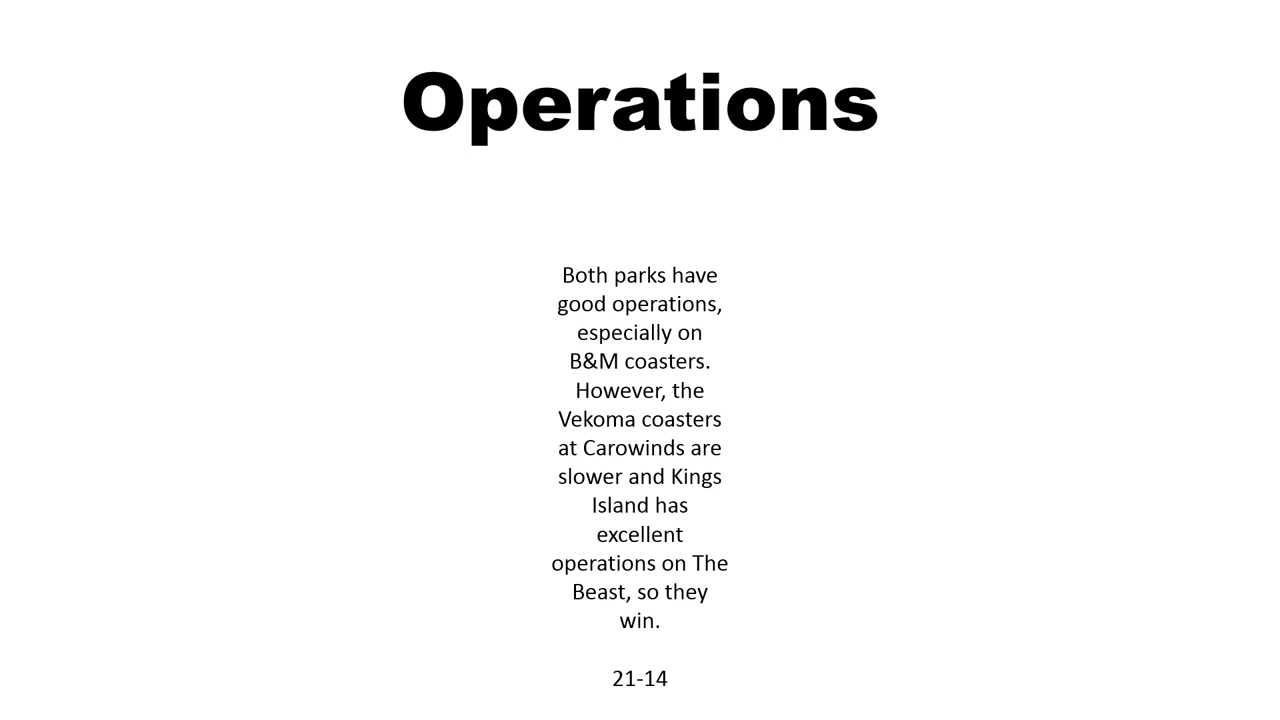 Operations
Both parks have
good operations,
especially on
B&M coasters.
However, the
Vekoma coasters
at Carowinds are
slower and Kings
Island has
excellent
operations on The
Beast, so they
win.
21-14